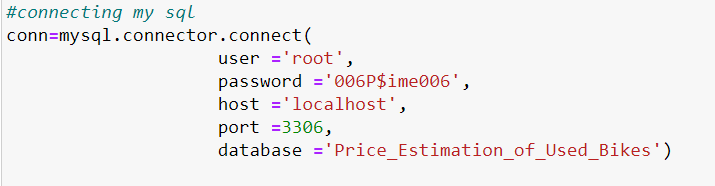 #connecting my sql
conn=mysql.connector.connect(
user ='root',
password ='006P$ime006',
host ='localhost',
port =3306,
database ='Price_Estimation_of_Used_Bikes')